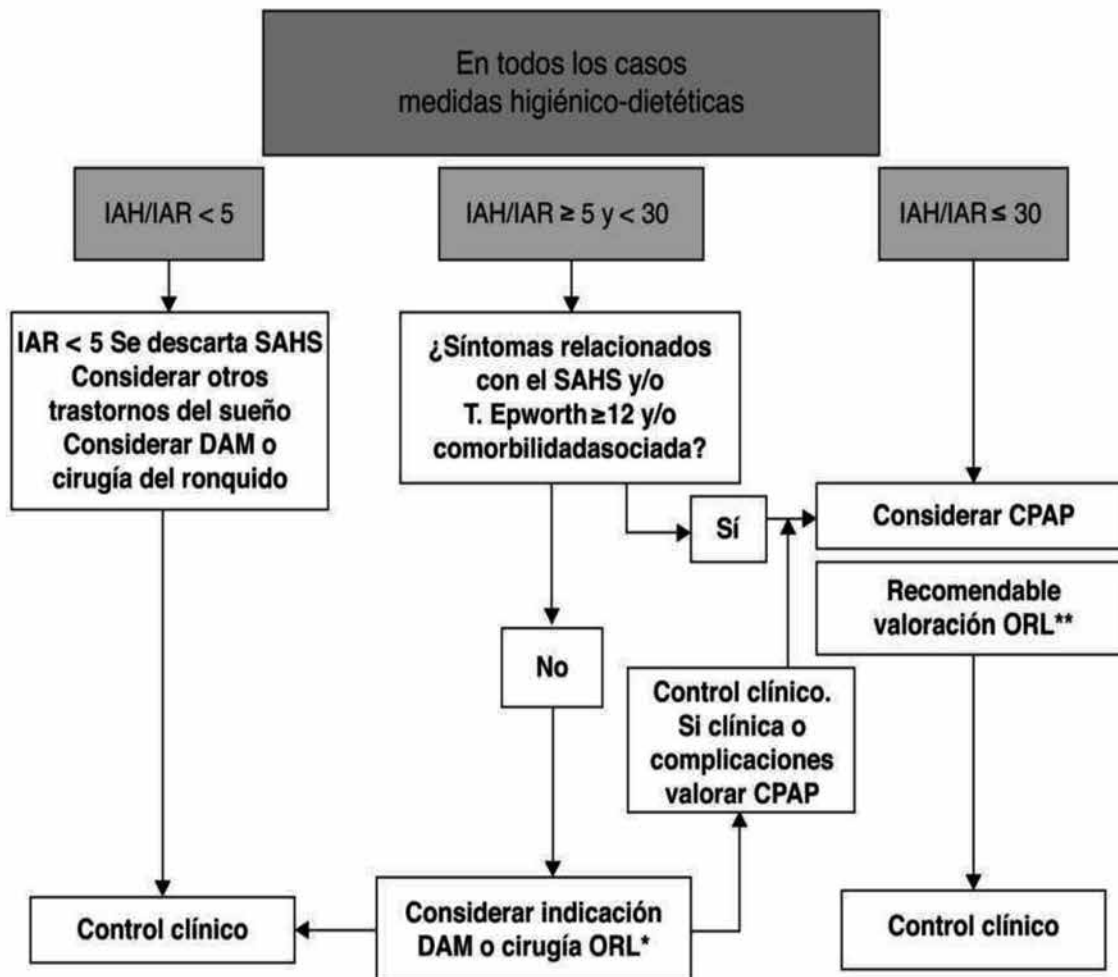 En todos los casos
medidas higiénico-dietéticas
IAH/IAR < 5
IAH/IAR ≥ 5 y < 30
IAH/IAR ≤ 30
IAR < 5 Se descarta SAHS
Considerar otros
trastornos del sueño
Considerar DAM o
cirugía del ronquido
¿Síntomas relacionados
con el SAHS y/o
T. Epworth ≥12 y/o
comorbilidadasociada?
Sí
Considerar CPAP
Recomendable
valoración ORL**
No
Control clínico.
Si clínica o
complicaciones
valorar CPAP
Control clínico
Considerar indicación
DAM o cirugía ORL*
Control clínico